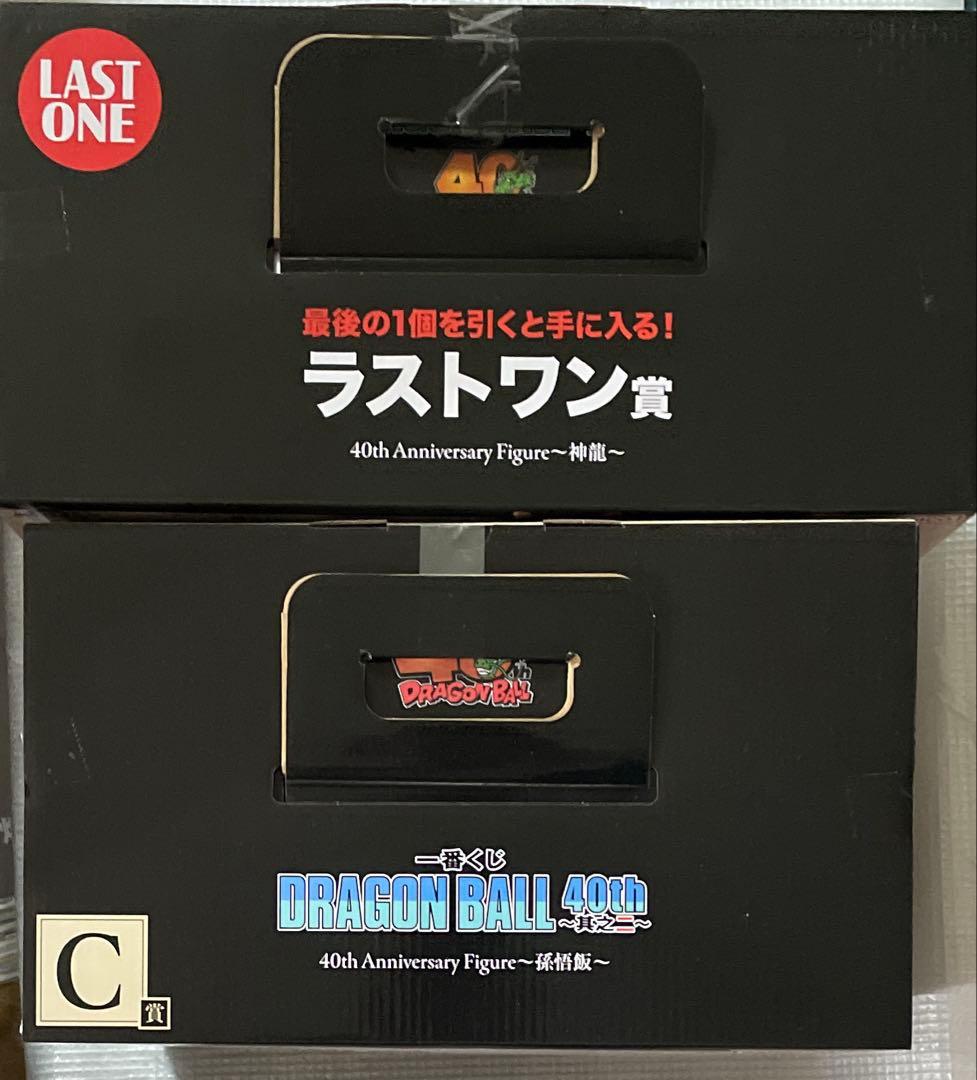 LAST
ONE
40
最後の1個を引くと手に入る!
ラストワン賞
40th Anniversary Figure〜神龍〜
40th
DRAGON BALL
一番くじ
DRAGON BALL 40th
〜其之二〜
40th Anniversary Figure〜孫悟飯〜
C
賞